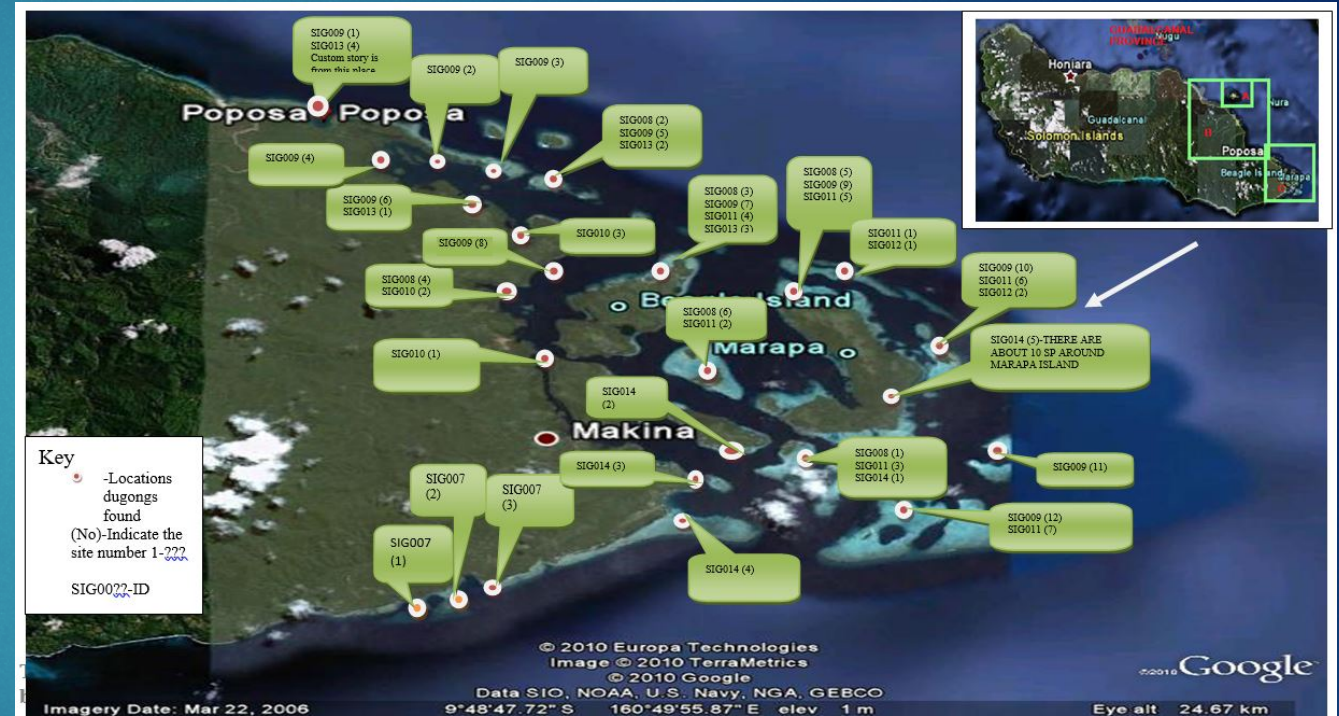 SIG009 (1)
SIG013 (4)
Custom story is
from this place
SIG009 (2)
SIG009 (3)
SIG008 (2)
SIG009 (5)
SIG013 (2)
Poposa Poposa
SIG009 (4)
SIG009 (6)
SIG013 (1)
SIG010 (3)
SIG009 (8)
SIG008 (4)
SIG010 (2)
SIG008 (3)
SIG009 (7)
SIG011 (4)
SIG013 (3)
SIG008 (5)
SIG009 (9)
SIG011 (5)
SIG011 (1)
SIG012 (1)
SIG009 (10)
SIG011 (6)
SIG012 (2)
Beagle Island
SIG008 (6)
SIG011 (2)
Marapa
SIG014 (5)-THERE ARE
ABOUT 10 SP AROUND
MARAPA ISLAND
SIG010 (1)
SIG014
(2)
Makina
SIG014 (3)
SIG008 (1)
SIG011 (3)
SIG014 (1)
SIG009 (11)
SIG009 (12)
SIG011 (7)
SIG014 (4)
SIG007
(1)
SIG007
(2)
SIG007
(3)
Key
-Locations
dugongs
found
(No)-Indicate the
site number 1-???
SIG00??-ID
GUADALCANAL
PROVINCE
Nugu
Honiara
Nura
Guadalcanal
Solomon Islands
Poposa
Beagle Island
Marapa
© 2010 Europa Technologies
Image © 2010 TerraMetrics
© 2010 Google
Data SIO, NOAA, U.S. Navy, NGA, GEBCO
©2010 Google
Imagery Date: Mar 22, 2006 9°48'47.72" S 160°49'55.87" E elev 1 m Eye alt 24.67 km